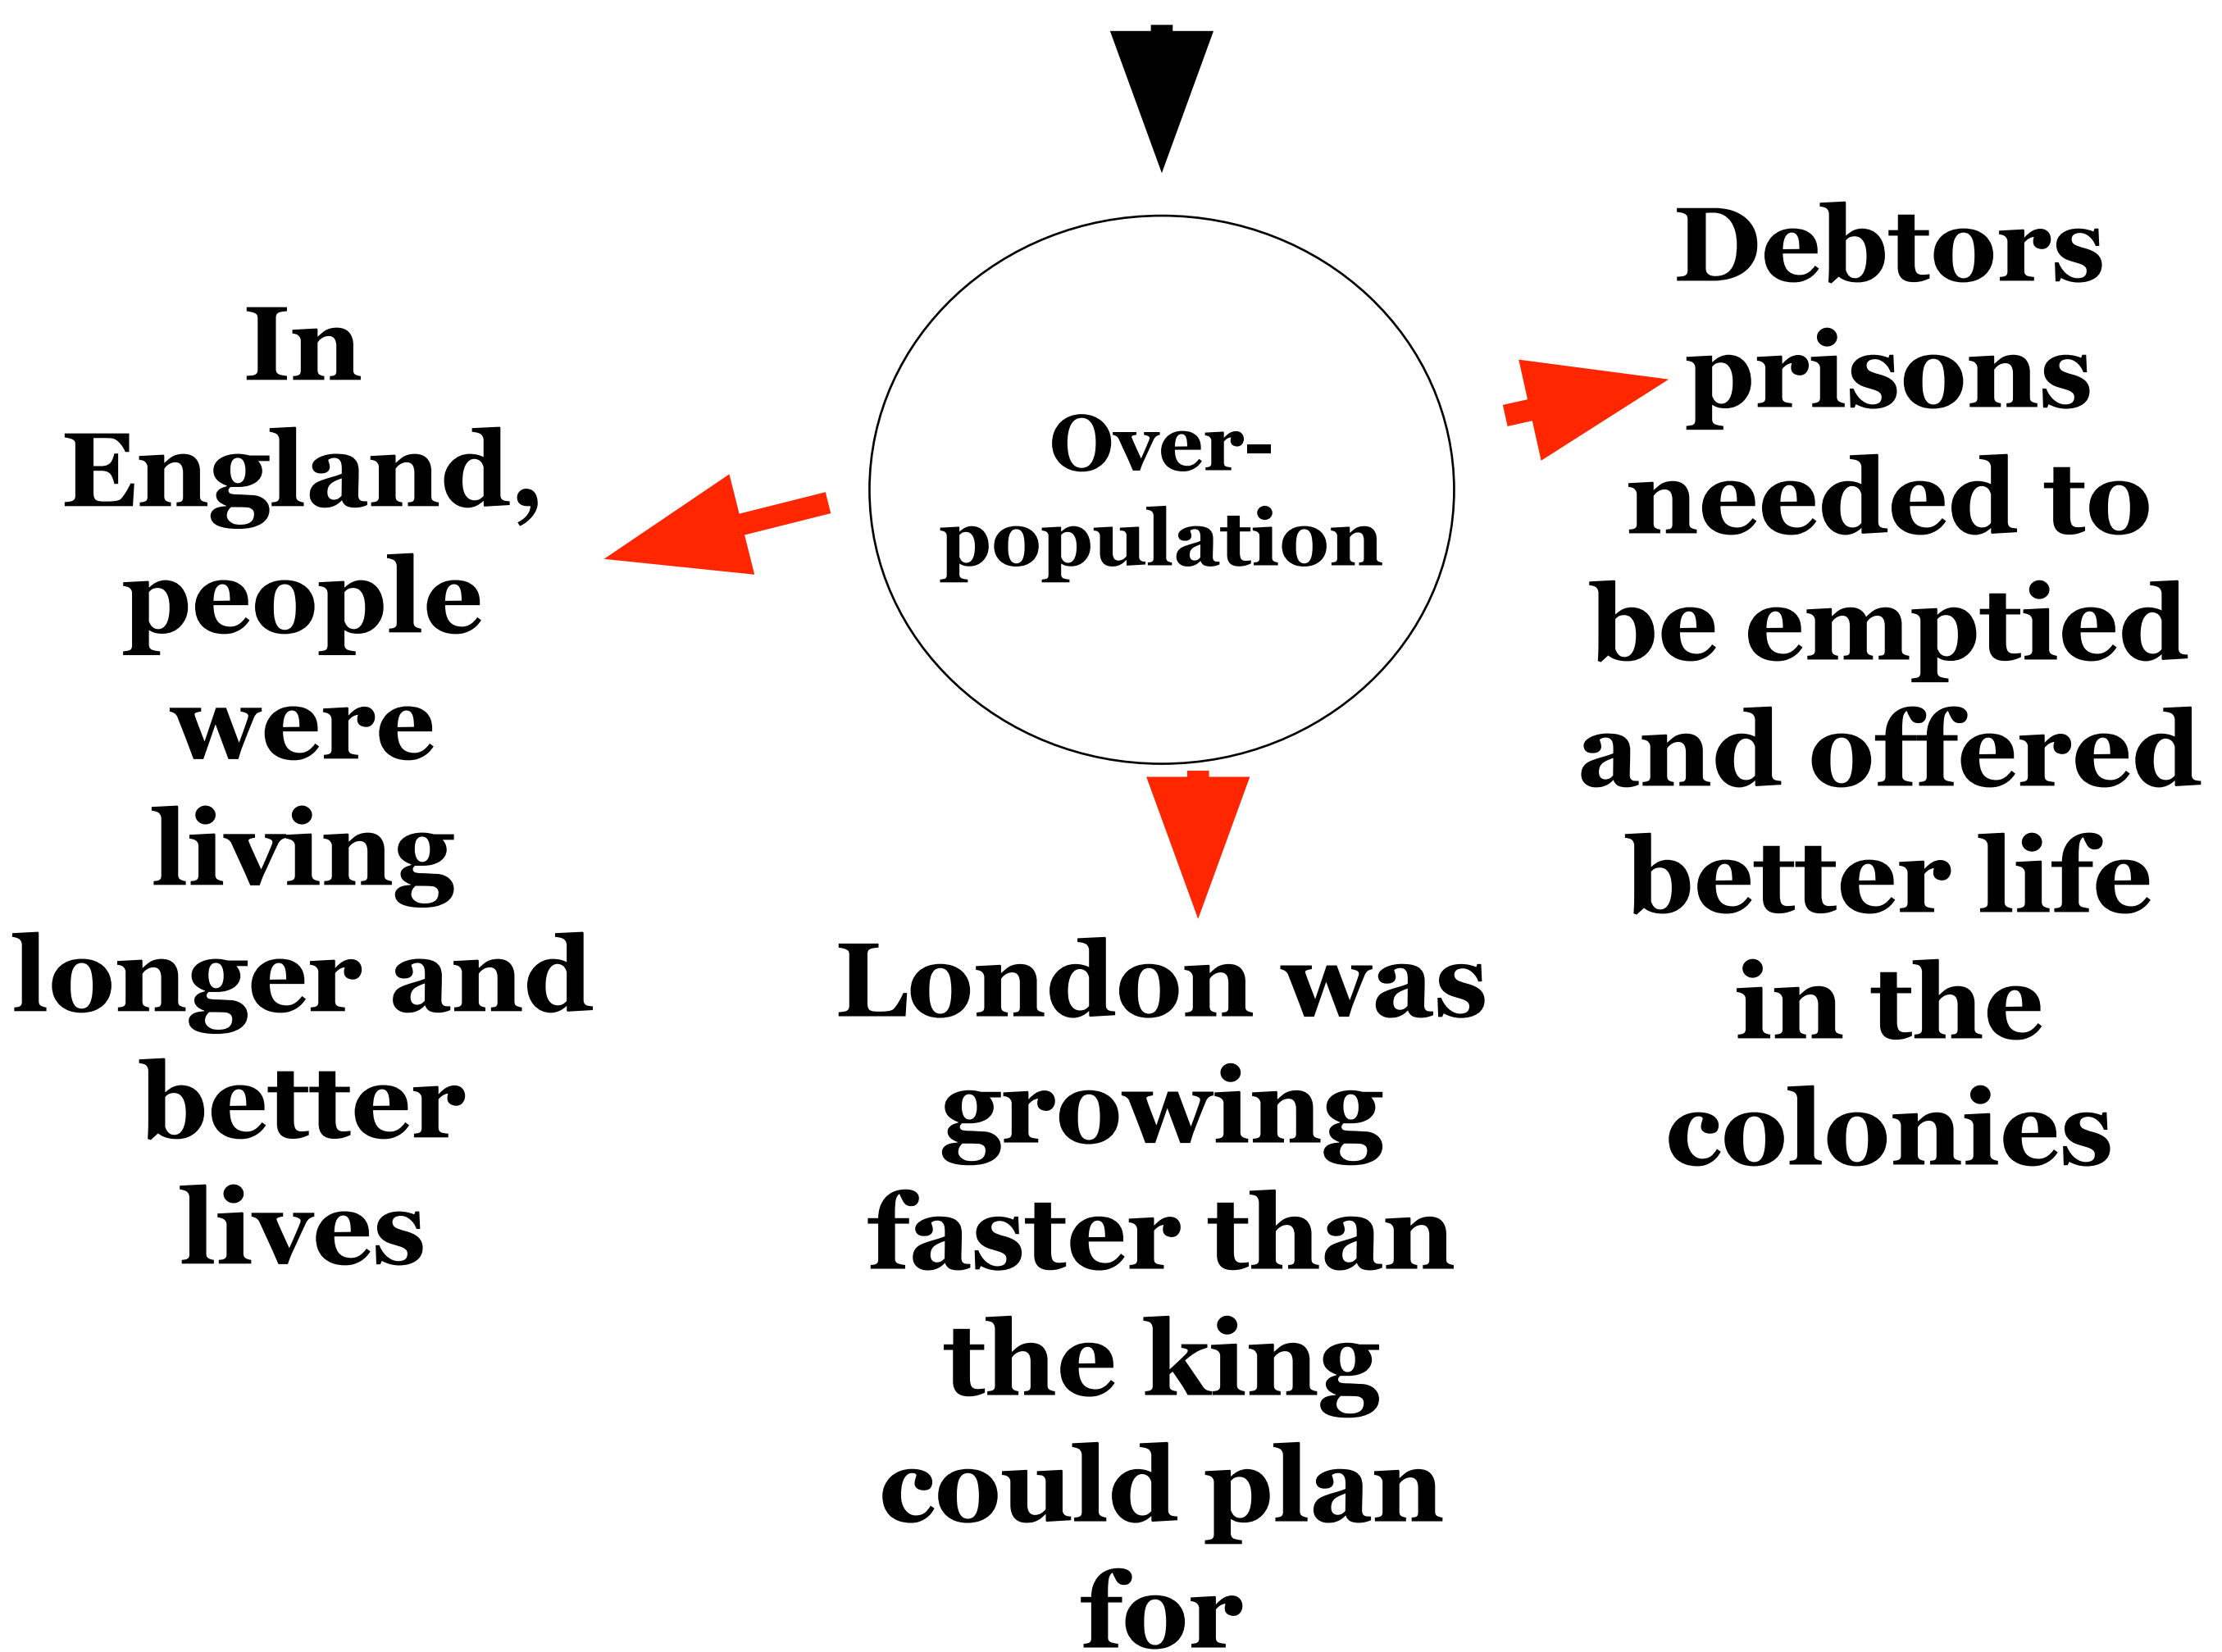 Over-
population
In
England,
people
were
living
longer and
better
lives
London was
growing
faster than
the king
could plan
for
Debtors
prisons
needed to
be emptied
and offered
better life
in the
colonies